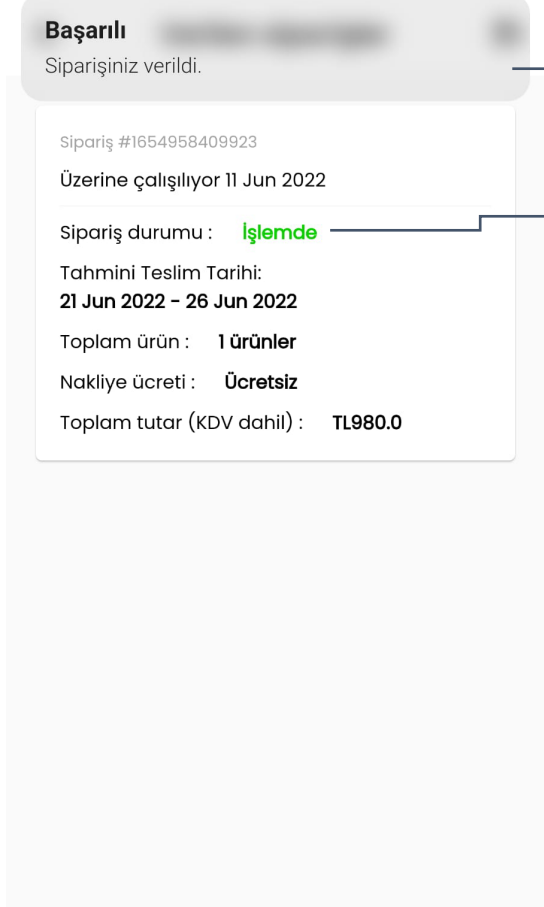 Başarılı
Siparişiniz verildi.
Sipariş #1654958409923
Üzerine çalışılıyor 11 Jun 2022
Sipariş durumu : İşlemde
Tahmini Teslim Tarihi:
21 Jun 2022 - 26 Jun 2022
Toplam ürün : 1 ürünler
Nakliye ücreti : Ücretsiz
Toplam tutar (KDV dahil) : TL980.0